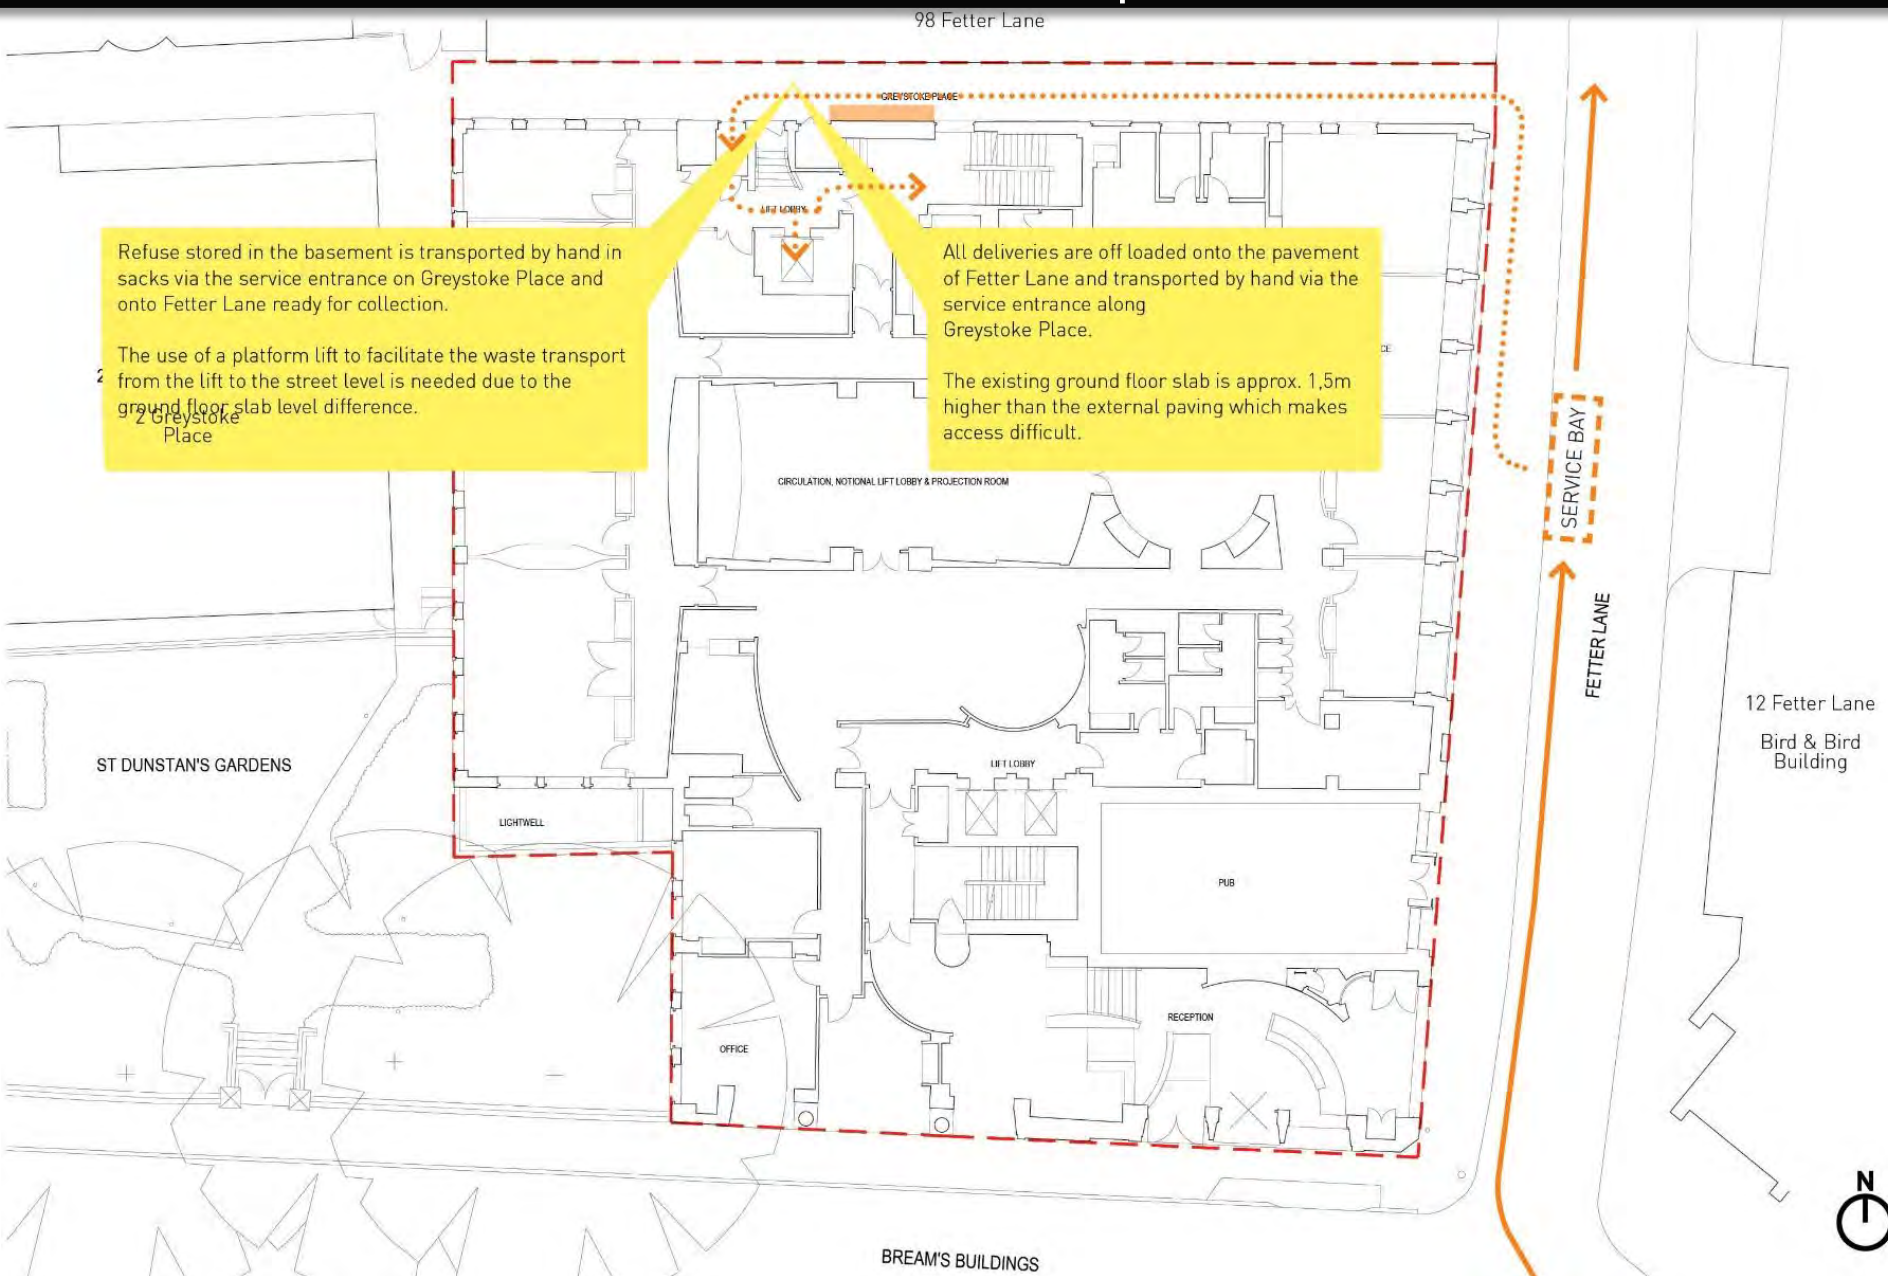 98 Fetter Lane
GREYSTOKE PLACE
LIFT LOBBY
Refuse stored in the basement is transported by hand in
sacks via the service entrance on Greystoke Place and
onto Fetter Lane ready for collection.
The use of a platform lift to facilitate the waste transport
from the lift to the street level is needed due to the
ground floor slab level difference.
2 Greystoke
Place
All deliveries are off loaded onto the pavement
of Fetter Lane and transported by hand via the
service entrance along
Greystoke Place.
The existing ground floor slab is approx. 1,5m
higher than the external paving which makes
access difficult.
SERVICE BAY
CIRCULATION, NOTIONAL LIFT LOBBY & PROJECTION ROOM
FETTER LANE
12 Fetter Lane
Bird & Bird
Building
ST DUNSTAN'S GARDENS
LIFT LOBBY
LIGHTWELL
PUB
RECEPTION
OFFICE
N
BREAM'S BUILDINGS